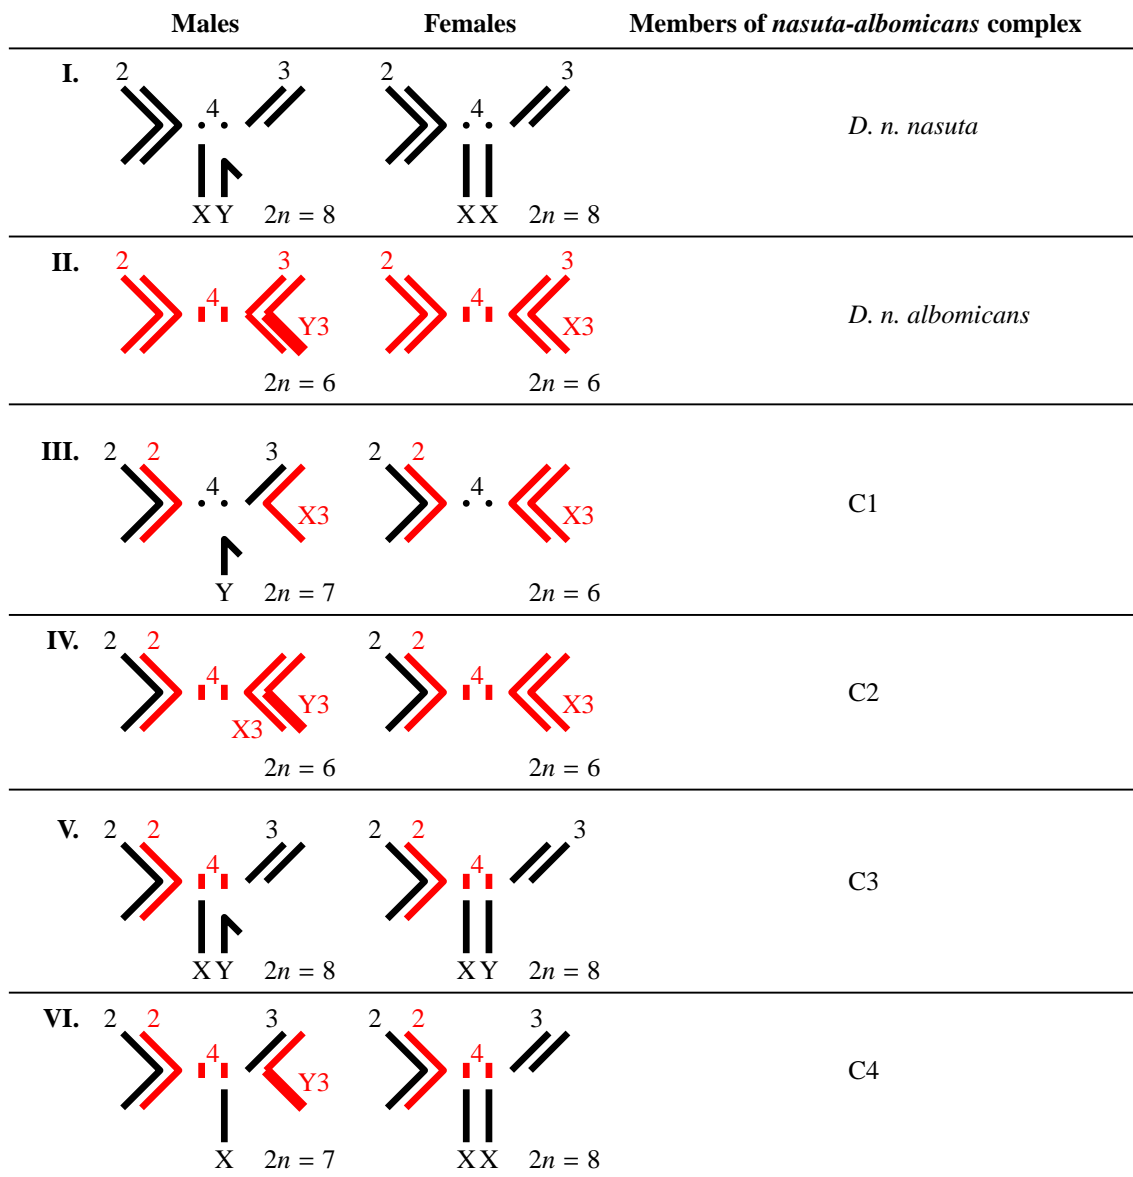 Males Females Members of nasuta-albomicans complex
I. 2 3 2 3
4 4
D. n. nasuta
X Y 2n = 8 X X 2n = 8
II. 2 3 2 3
4 4
Y3 X3 D. n. albomicans
2n = 6 2n = 6
III. 2 2 3 2 2
4 4
X3 X3 C1
Y 2n = 7 2n = 6
IV. 2 2 2 2
4 4
Y3 X3 C2
X3
2n = 6 2n = 6
V. 2 2 3 2 2 3
4 4
C3
X Y 2n = 8 X Y 2n = 8
VI. 2 2 3 2 2 3
4 4
Y3 C4
X 2n = 7 X X 2n = 8